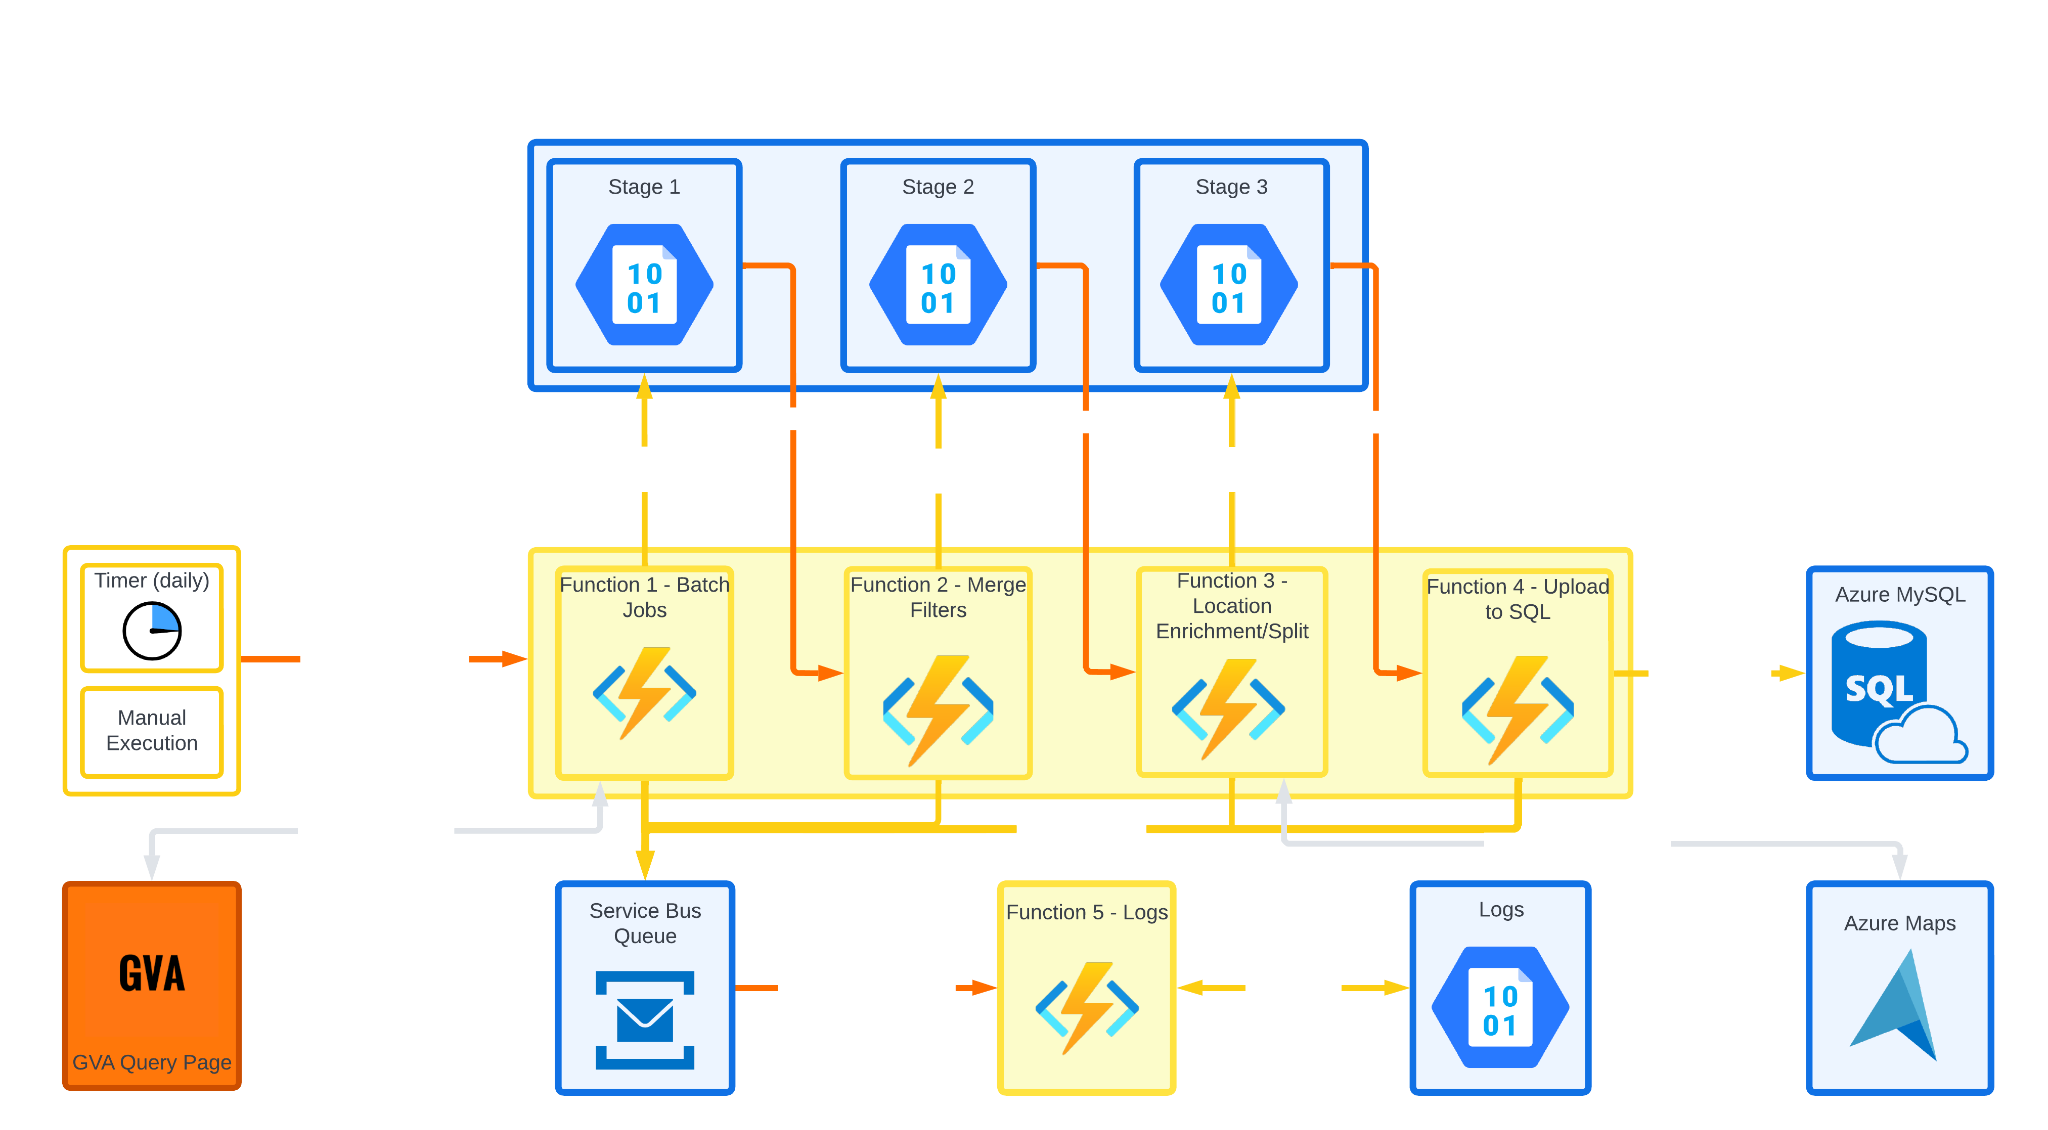 Stage 1
Stage 2
Stage 3
10
01
10
01
10
01
Timer (daily)
Manual
Execution
Function 1 - Batch
Jobs
Function 2 - Merge
Filters
Function 3 -
Location
Enrichment/Split
Function 4 - Upload
to SQL
Azure MySQL
SQL
GVA
GVA Query Page
Service Bus
Queue
Function 5 - Logs
Logs
10
01
Azure Maps